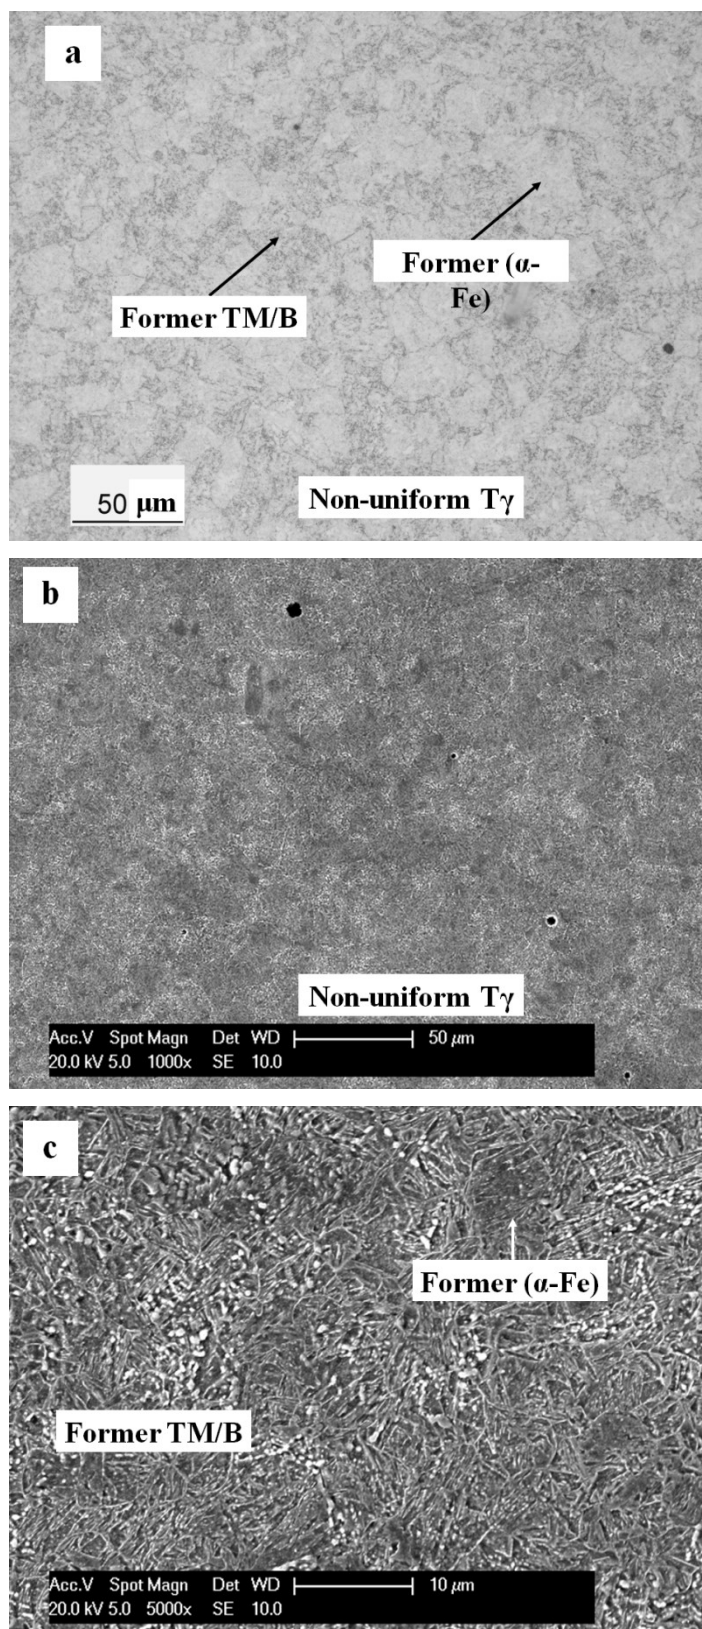 a
Former (α-
Fe)
Former TM/B
50 μm
Non-uniform Tγ
b
Non-uniform Tγ
Acc.V Spot Magn Det WD 50 μm
20.0 kV 5.0 1000x SE 10.0
c
Former (α-Fe)
Former TM/B
Acc.V Spot Magn Det WD 10 μm
20.0 kV 5.0 5000x SE 10.0